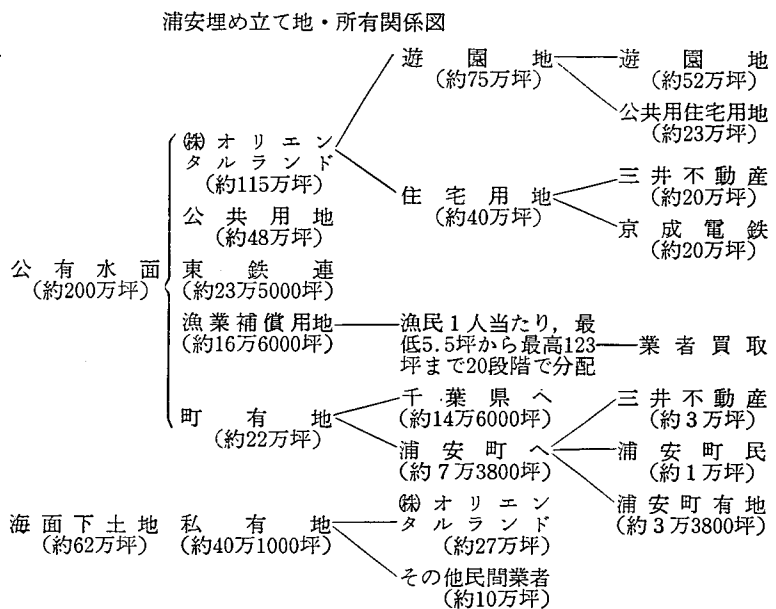 浦安埋め立て地・所有関係図
遊園地
(約75万坪)
遊園地
(約52万坪)
公共用住宅用地
(約23万坪)
㈱オリエン
タルランド
(約115万坪)
住宅用地
(約40万坪)
三井不動産
(約20万坪)
京成電鉄
(約20万坪)
公共用地
(約48万坪)
公有水面
(約200万坪)
東鉄連
(約23万5000坪)
漁業補償用地
(約16万6000坪)
漁民1人当たり，最
低5.5坪から最高123
坪まで20段階で分配
業者買取
町有地
(約22万坪)
千葉県へ
(約14万6000坪)
浦安町へ
(約7万3800坪)
三井不動産
(約3万坪)
浦安町民
(約1万坪)
浦安町有地
(約3万3800坪)
海面下土地
(約62万坪)
私有地
(約40万1000坪)
㈱オリエン
タルランド
(約27万坪)
その他民間業者
(約10万坪)